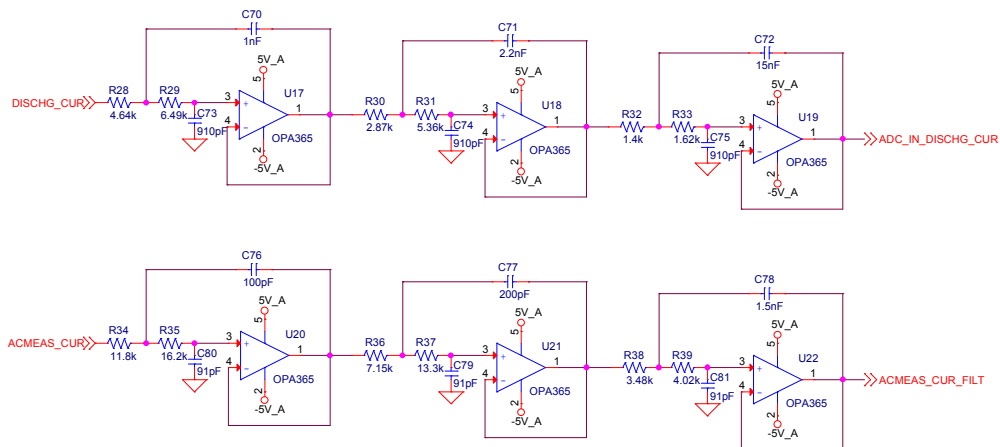 C70
1nF
5V_A
5
R28
4.64k
R29
6.49k
DISCHG_CUR
C73
910pF
3
+
4
-
U17
1
OPA365
2
-5V_A
C71
2.2nF
5V_A
5
R30
2.87k
R31
5.36k
C74
910pF
3
+
4
-
U18
1
OPA365
2
-5V_A
C72
15nF
5V_A
5
R32
1.4k
R33
1.62k
C75
910pF
3
+
4
-
U19
1
OPA365
2
-5V_A
ADC_IN_DISCHG_CUR
C76
100pF
5V_A
5
R34
11.8k
R35
16.2k
ACMEAS_CUR
C80
91pF
3
+
4
-
U20
1
OPA365
2
-5V_A
C77
200pF
5V_A
5
R36
7.15k
R37
13.3k
C79
91pF
3
+
4
-
U21
1
OPA365
2
-5V_A
C78
1.5nF
5V_A
5
R38
3.48k
R39
4.02k
C81
91pF
3
+
4
-
U22
1
OPA365
2
-5V_A
ACMEAS_CUR_FILT